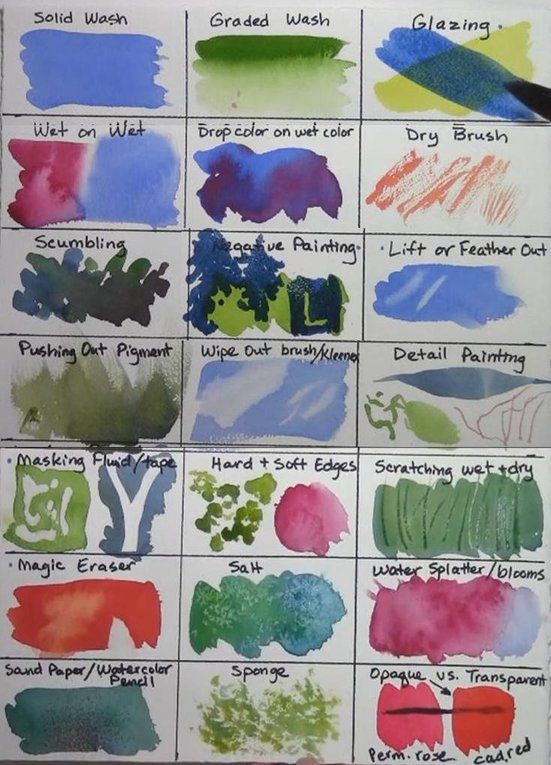 Solid Wash
Graded Wash
Glazing.
Wet on Wet
Drop color on wet color
Dry Brush
Scumbling
Negative Painting.
• Lift or Feather Out
Pushing Out Pigment
Wipe Out brush/Kleenex
Detail Painting
• Masking Fluid/tape
Hard + Soft Edges
Scratching wet + dry
• Magic Eraser
Salt
Water Splatter/blooms
Sand Paper/Watercolor
Pencil
Sponge
Opaque vs. Transparent
Perm. rose
cad. red